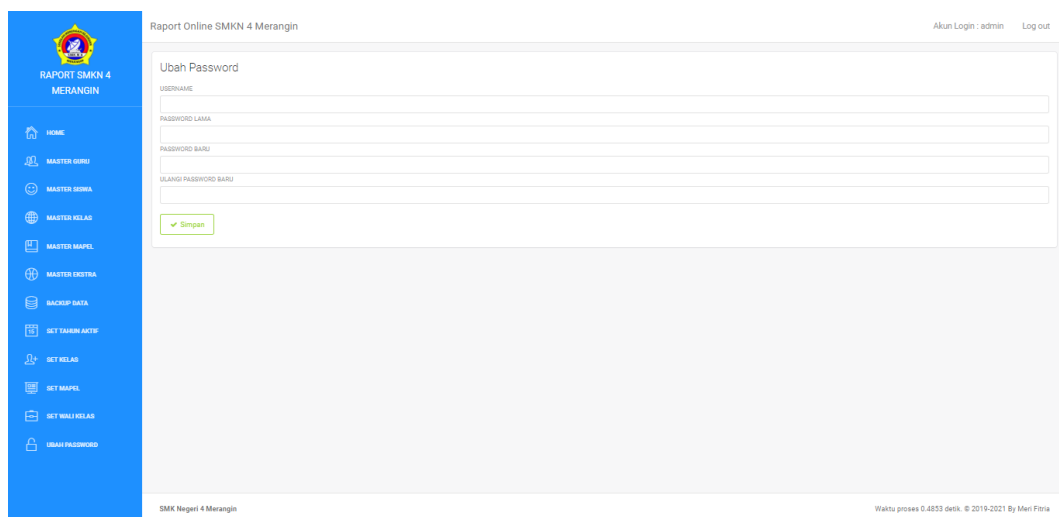 RAPORT SMKN 4
MERANGIN
HOME
MASTER GURU
MASTER SISWA
MASTER KELAS
MASTER MAPEL
MASTER EKSTRA
BACKUP DATA
SET TAHUN AKTIF
SET KELAS
SET MAPEL
SET WALI KELAS
UBAH PASSWORD
Raport Online SMKN 4 Merangin
Akun Login : admin Log out
Ubah Password
USERNAME
PASSWORD LAMA
PASSWORD BARU
ULANGI PASSWORD BARU
Simpan
SMK Negeri 4 Merangin
Waktu proses 0.4853 detik. © 2019-2021 By Meri Fitria